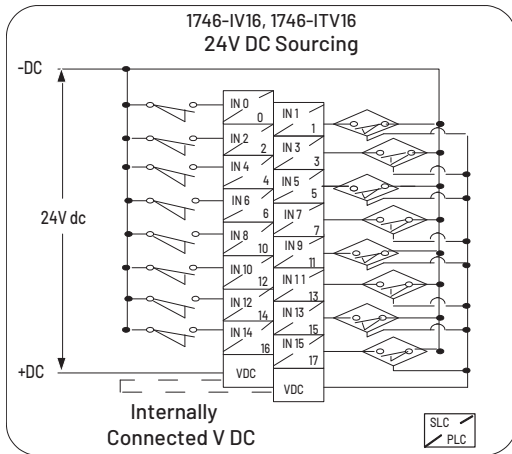 1746-IV16, 1746-ITV16
24V DC Sourcing
-DC
IN 0
0
IN 1
1
IN 2
2
IN 3
3
IN 4
4
IN 5
5
IN 6
6
IN 7
7
24V dc
IN 8
10
IN 9
11
IN 10
12
IN 11
13
IN 12
14
IN 13
15
IN 14
16
IN 15
17
+DC
VDC
VDC
Internally
Connected V DC
SLC
PLC